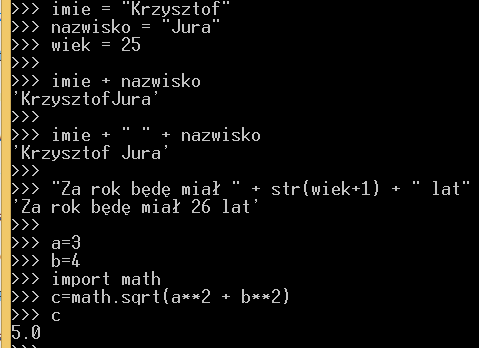 >>> imie = "Krzysztof"
>>> nazwisko = "Jura"
>>> wiek = 25
>>>
>>> imie + nazwisko
'KrzysztofJura'
>>>
>>> imie + " " + nazwisko
'Krzysztof Jura'
>>>
>>> "Za rok będę miał " + str(wiek+1) + " lat"
'Za rok będę miał 26 lat'
>>>
>>> a=3
>>> b=4
>>> import math
>>> c=math.sqrt(a**2 + b**2)
>>> c
5.0
>>>